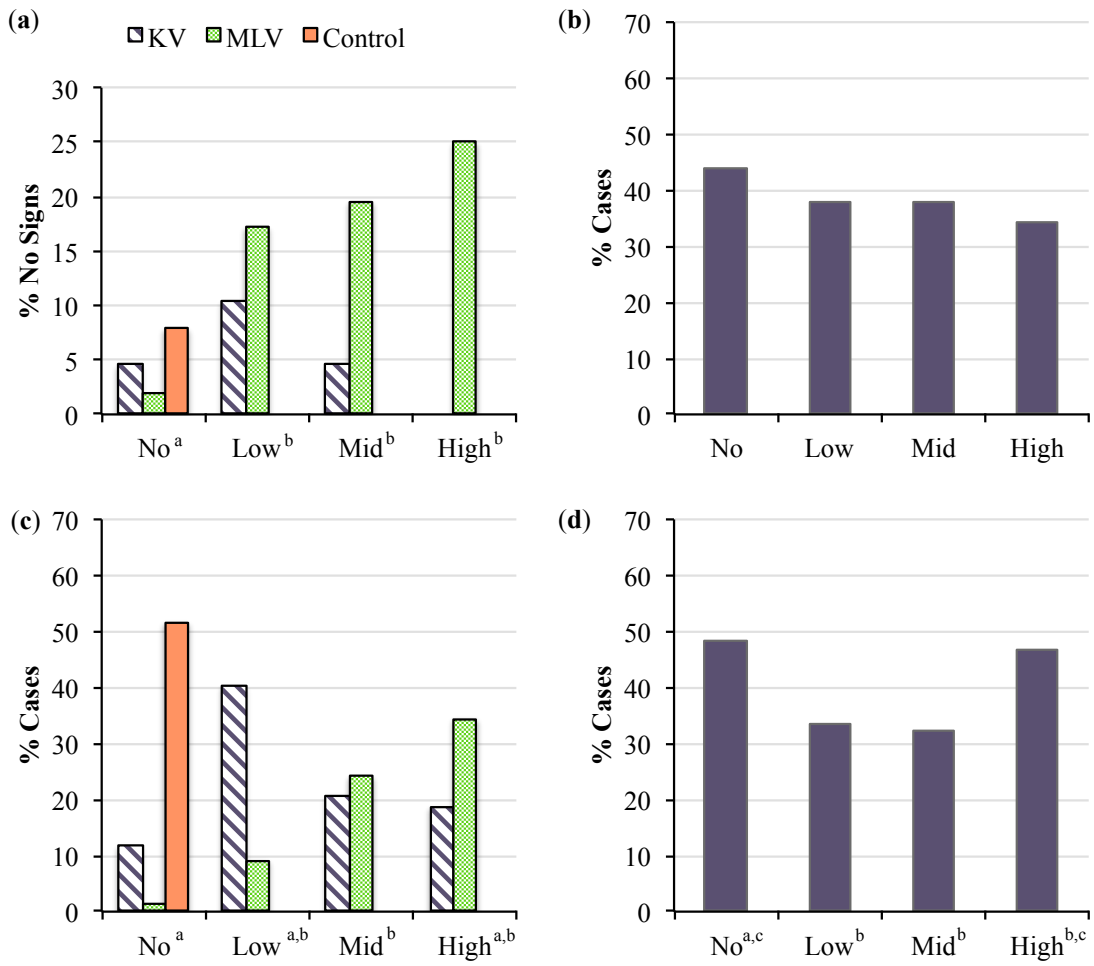 (a)
KV MLV Control
% No Signs
30
25
20
15
10
5
0
No a Low b Mid b High b
(b)
% Cases
70
60
50
40
30
20
10
0
No Low Mid High
(c)
% Cases
70
60
50
40
30
20
10
0
No a Low a,b Mid b High a,b
(d)
% Cases
70
60
50
40
30
20
10
0
No a,c Low b Mid b High b,c